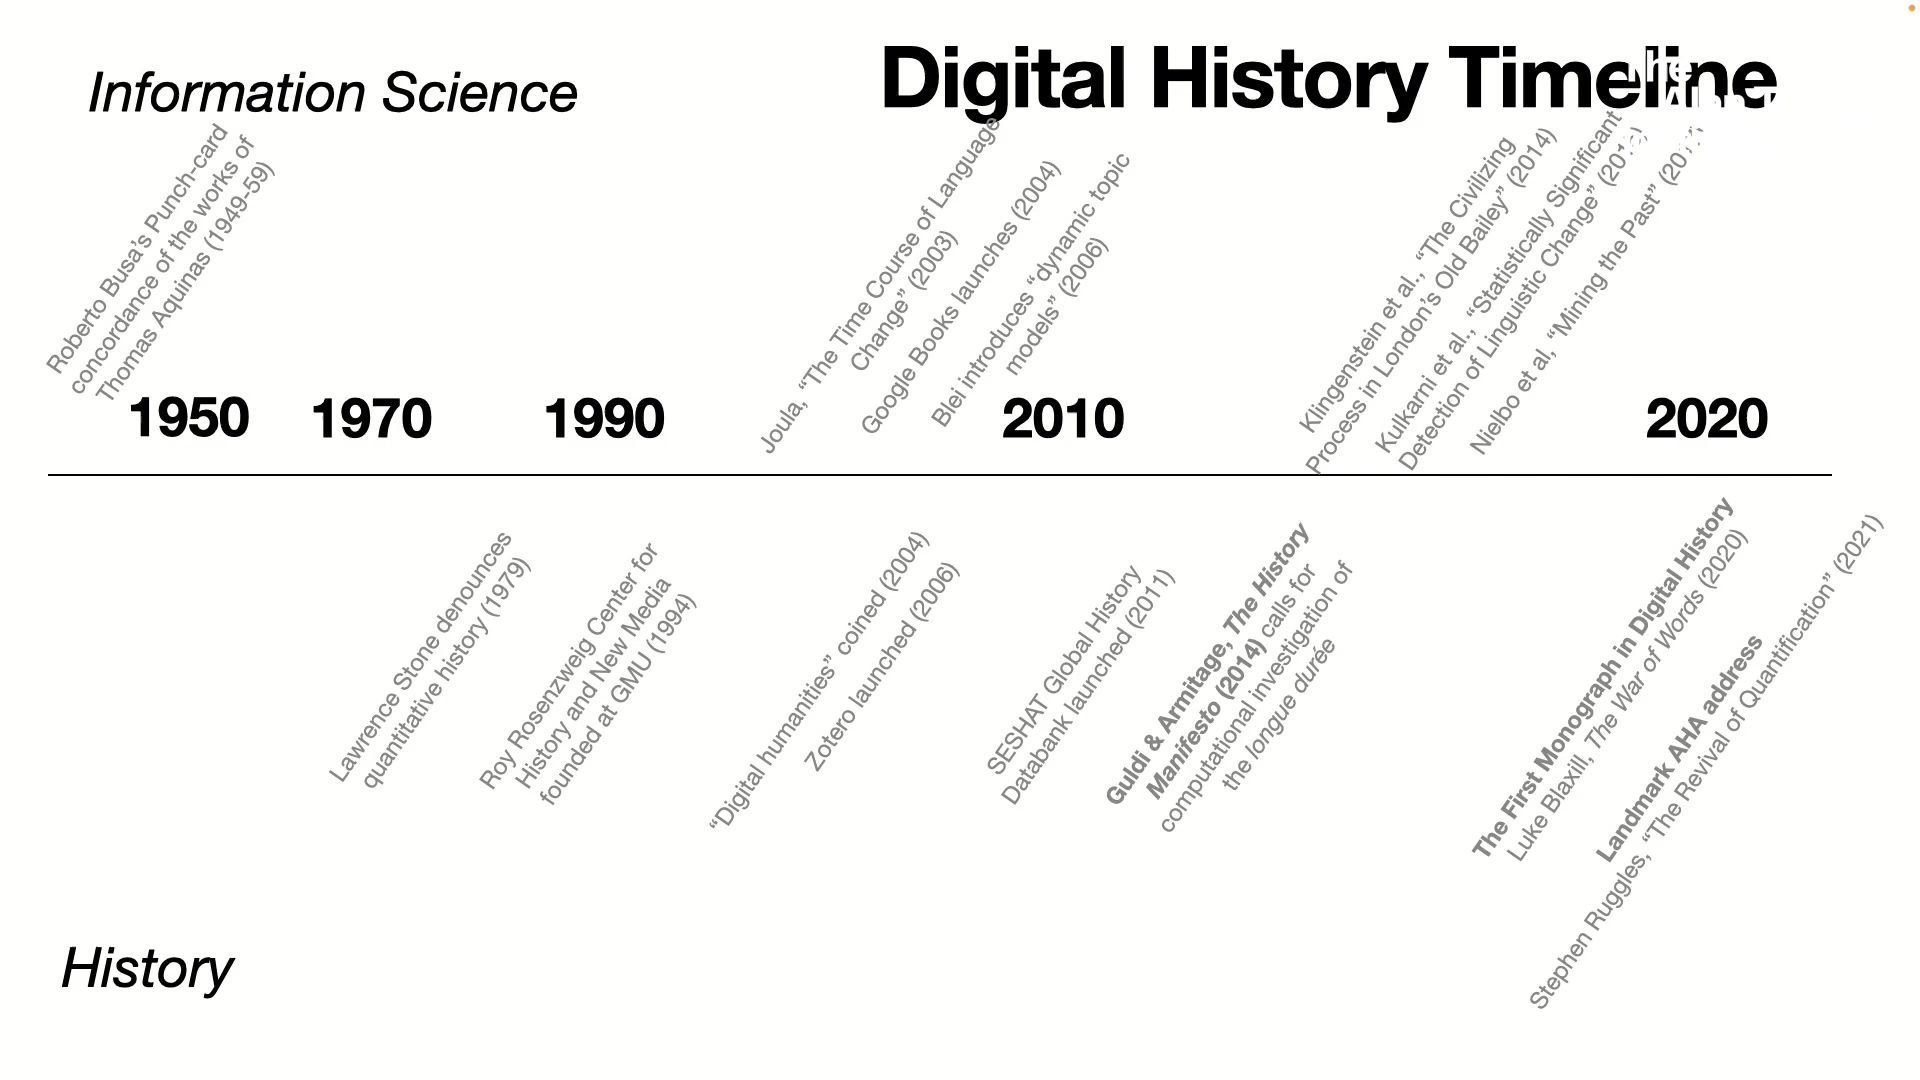 Digital History Timeline
Information Science
Roberto Busa’s Punch-card
concordance of the works of
Thomas Aquinas (1949-59)
Joula, “The Time Course of Language
Change” (2003)
Google Books launches (2004)
Blei introduces “dynamic topic
models” (2006)
Klingenstein et al., “The Civilizing
Process in London’s Old Bailey” (2014)
Kulkarni et al., “Statistically Significant
Detection of Linguistic Change”
Nielbo et al, “Mining the Past”
The
1950
1970
1990
2010
2020
Lawrence Stone denounces
quantitative history (1979)
Roy Rosenzweig Center for
History and New Media
founded at GMU (1994)
“Digital humanities” coined (2004)
Zotero launched (2006)
SESHAT Global History
Databank launched (2011)
Guldi & Armitage, The History
Manifesto (2014) calls for
computational investigation of
the longue durée
The First Monograph in Digital History
Luke Blaxill, The War of Words (2020)
Landmark AHA address
Stephen Ruggles, “The Revival of Quantification” (2021)
History